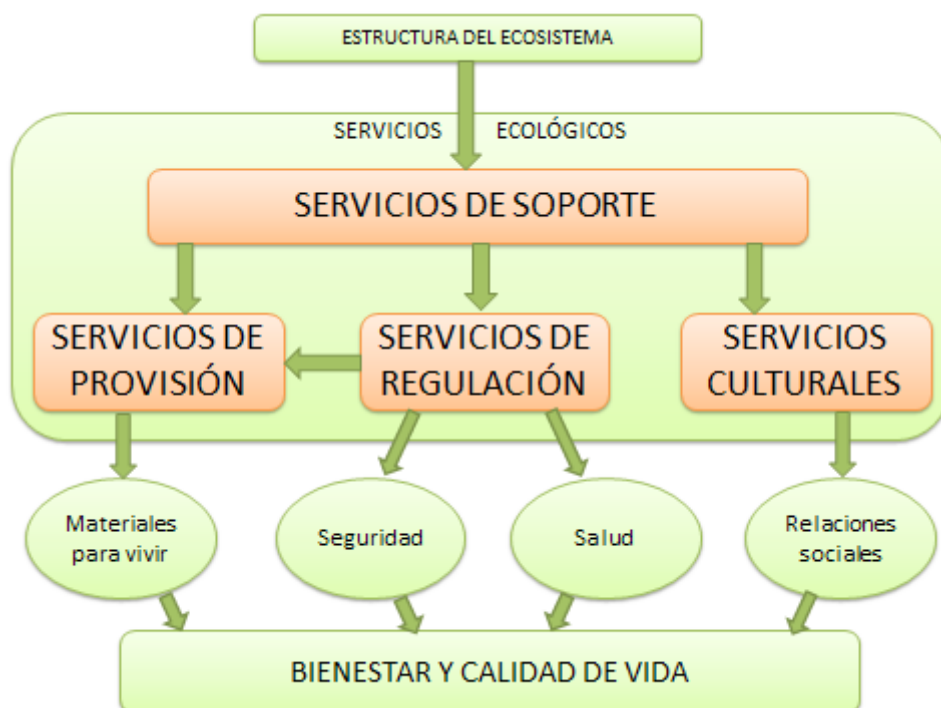 ESTRUCTURA DEL ECOSISTEMA
SERVICIOS ECOLÓGICOS
SERVICIOS DE SOPORTE
SERVICIOS DE
PROVISIÓN
SERVICIOS DE
REGULACIÓN
SERVICIOS
CULTURALES
Materiales
para vivir
Seguridad
Salud
Relaciones
sociales
BIENESTAR Y CALIDAD DE VIDA